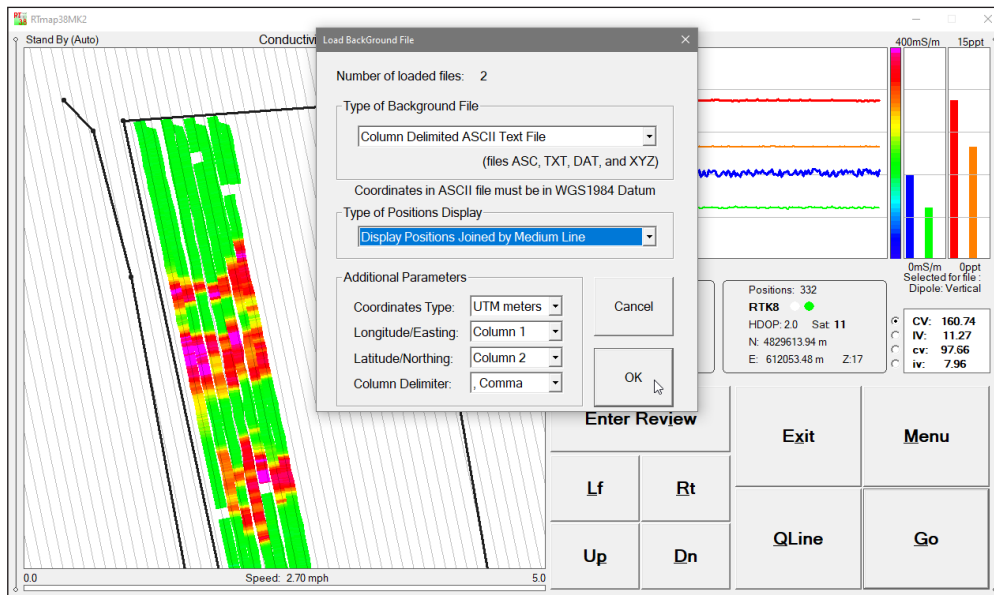 RTmap38MK2
Stand By (Auto)
Conductivi
Load BackGround File
Number of loaded files: 2
Type of Background File
Column Delimited ASCII Text File
(files ASC, TXT, DAT, and XYZ)
Coordinates in ASCII file must be in WGS1984 Datum
Type of Positions Display
Display Positions Joined by Medium Line
Additional Parameters
Coordinates Type: UTM meters
Longitude/Easting: Column 1
Latitude/Northing: Column 2
Column Delimiter: , Comma
Cancel
OK
400mS/m 15ppt
0mS/m 0ppt
Selected for file :
Dipole: Vertical
Positions: 332
RTK8
HDOP: 2.0 Sat: 11
N: 4829613.94 m
E: 612053.48 m Z:17
CV: 160.74
IV: 11.27
cv: 97.66
iv: 7.96
Enter Review
Exit
Menu
Lf
Rt
Up
Dn
QLine
Go
0.0 Speed: 2.70 mph 5.0